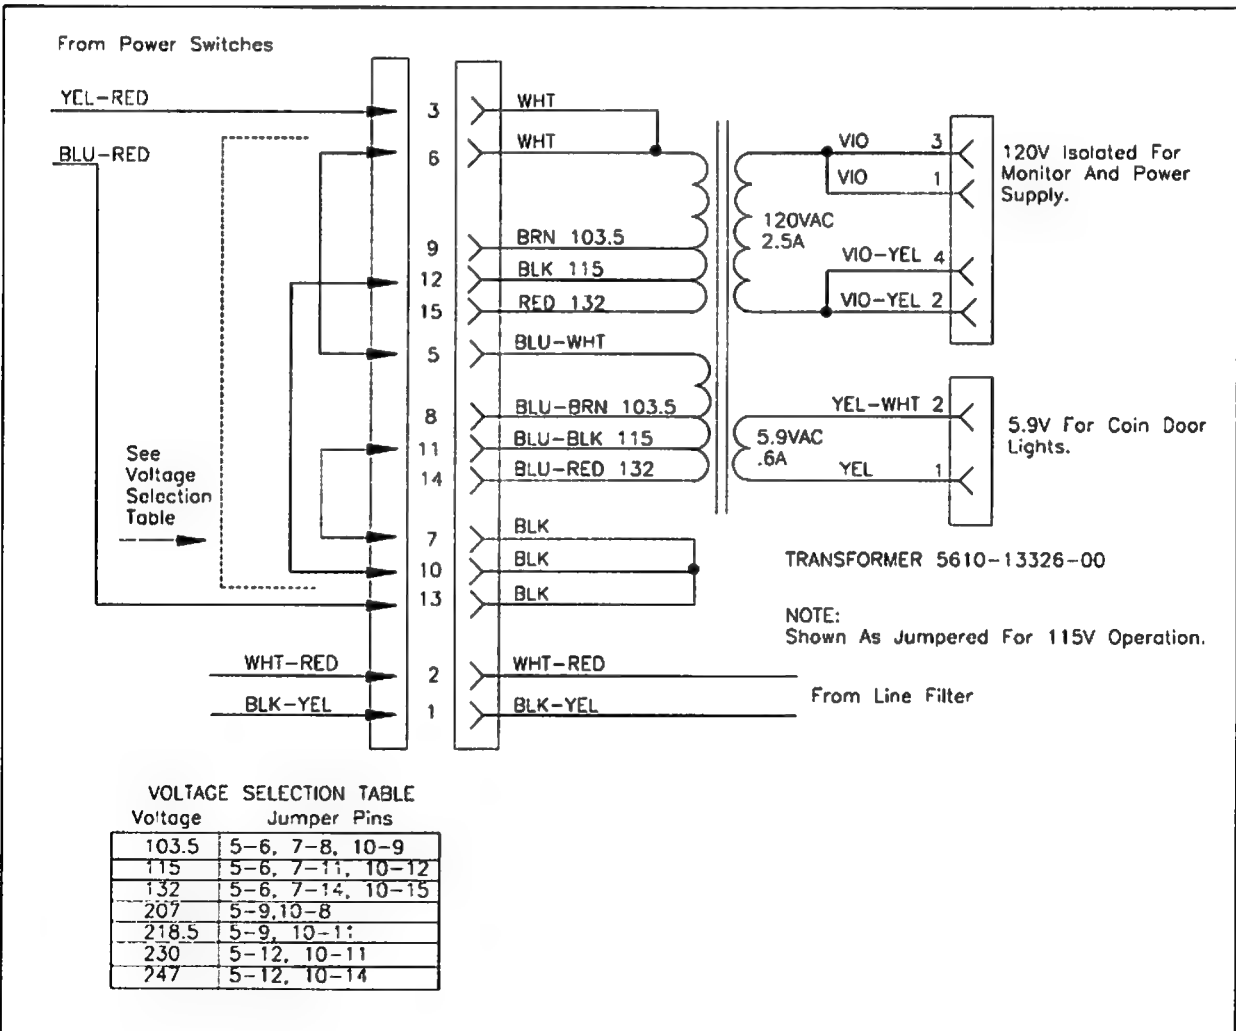 From Power Switches
YEL-RED
BLU-RED
3
6
9
12
15
5
8
11
14
7
10
13
2
1
WHT
WHT
BRN 103.5
BLK 115
RED 132
BLU-WHT
BLU-BRN 103.5
BLU-BLK 115
BLU-RED 132
BLK
BLK
BLK
WHT-RED
BLK-YEL
WHT-RED
BLK-YEL
From Line Filter
See
Voltage
Selection
Table
120VAC
2.5A
VIO 3
VIO 1
VIO-YEL 4
VIO-YEL 2
120V Isolated For
Monitor And Power
Supply.
5.9VAC
.6A
YEL-WHT 2
YEL 1
5.9V For Coin Door
Lights.
TRANSFORMER 5610-13326-00
NOTE:
Shown As Jumpered For 115V Operation.
VOLTAGE SELECTION TABLE
Voltage Jumper Pins
103.5 5-6, 7-8, 10-9
115 5-6, 7-11, 10-12
132 5-6, 7-14, 10-15
207 5-9,10-8
218.5 5-9, 10-11
230 5-12, 10-11
247 5-12, 10-14